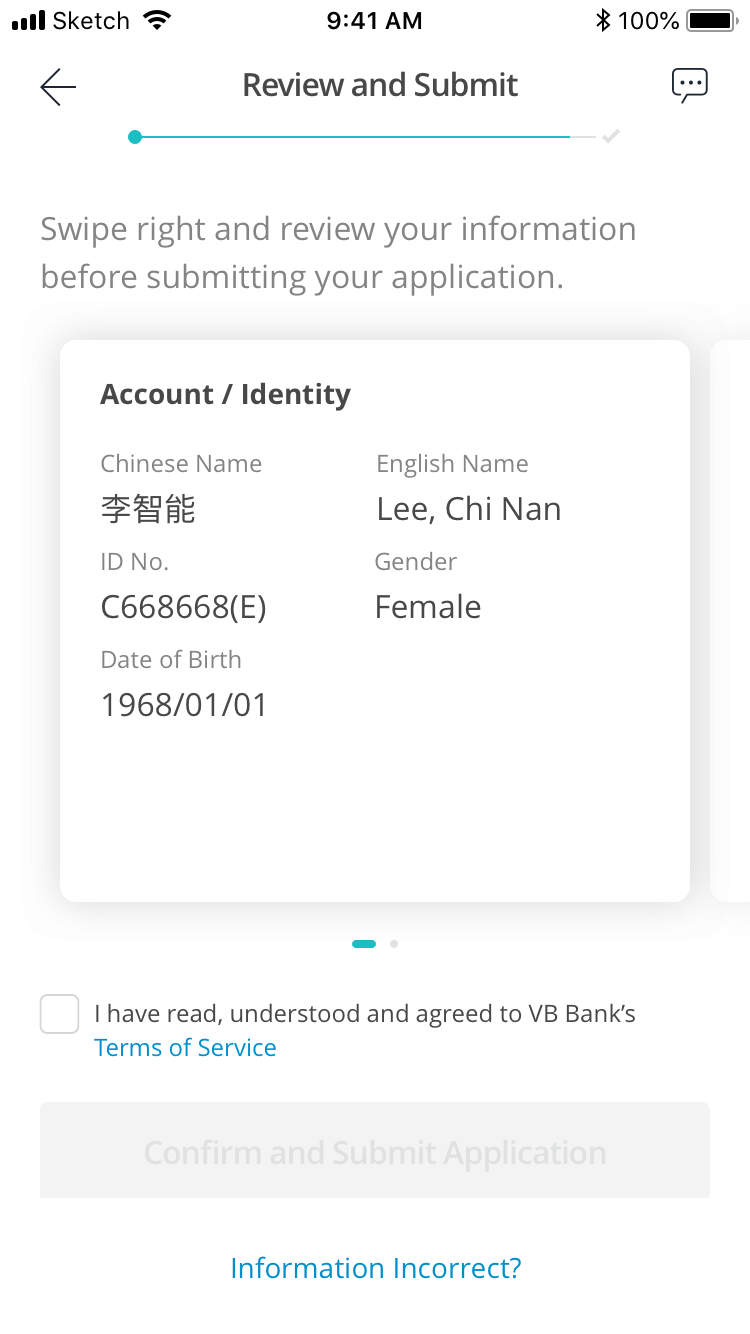 Sketch 9:41 AM 100%
Review and Submit
Swipe right and review your information
before submitting your application.
Account / Identity
Chinese Name English Name
李智能 Lee, Chi Nan
ID No. Gender
C668668(E) Female
Date of Birth
1968/01/01
I have read, understood and agreed to VB Bank’s
Terms of Service
Confirm and Submit Application
Information Incorrect?